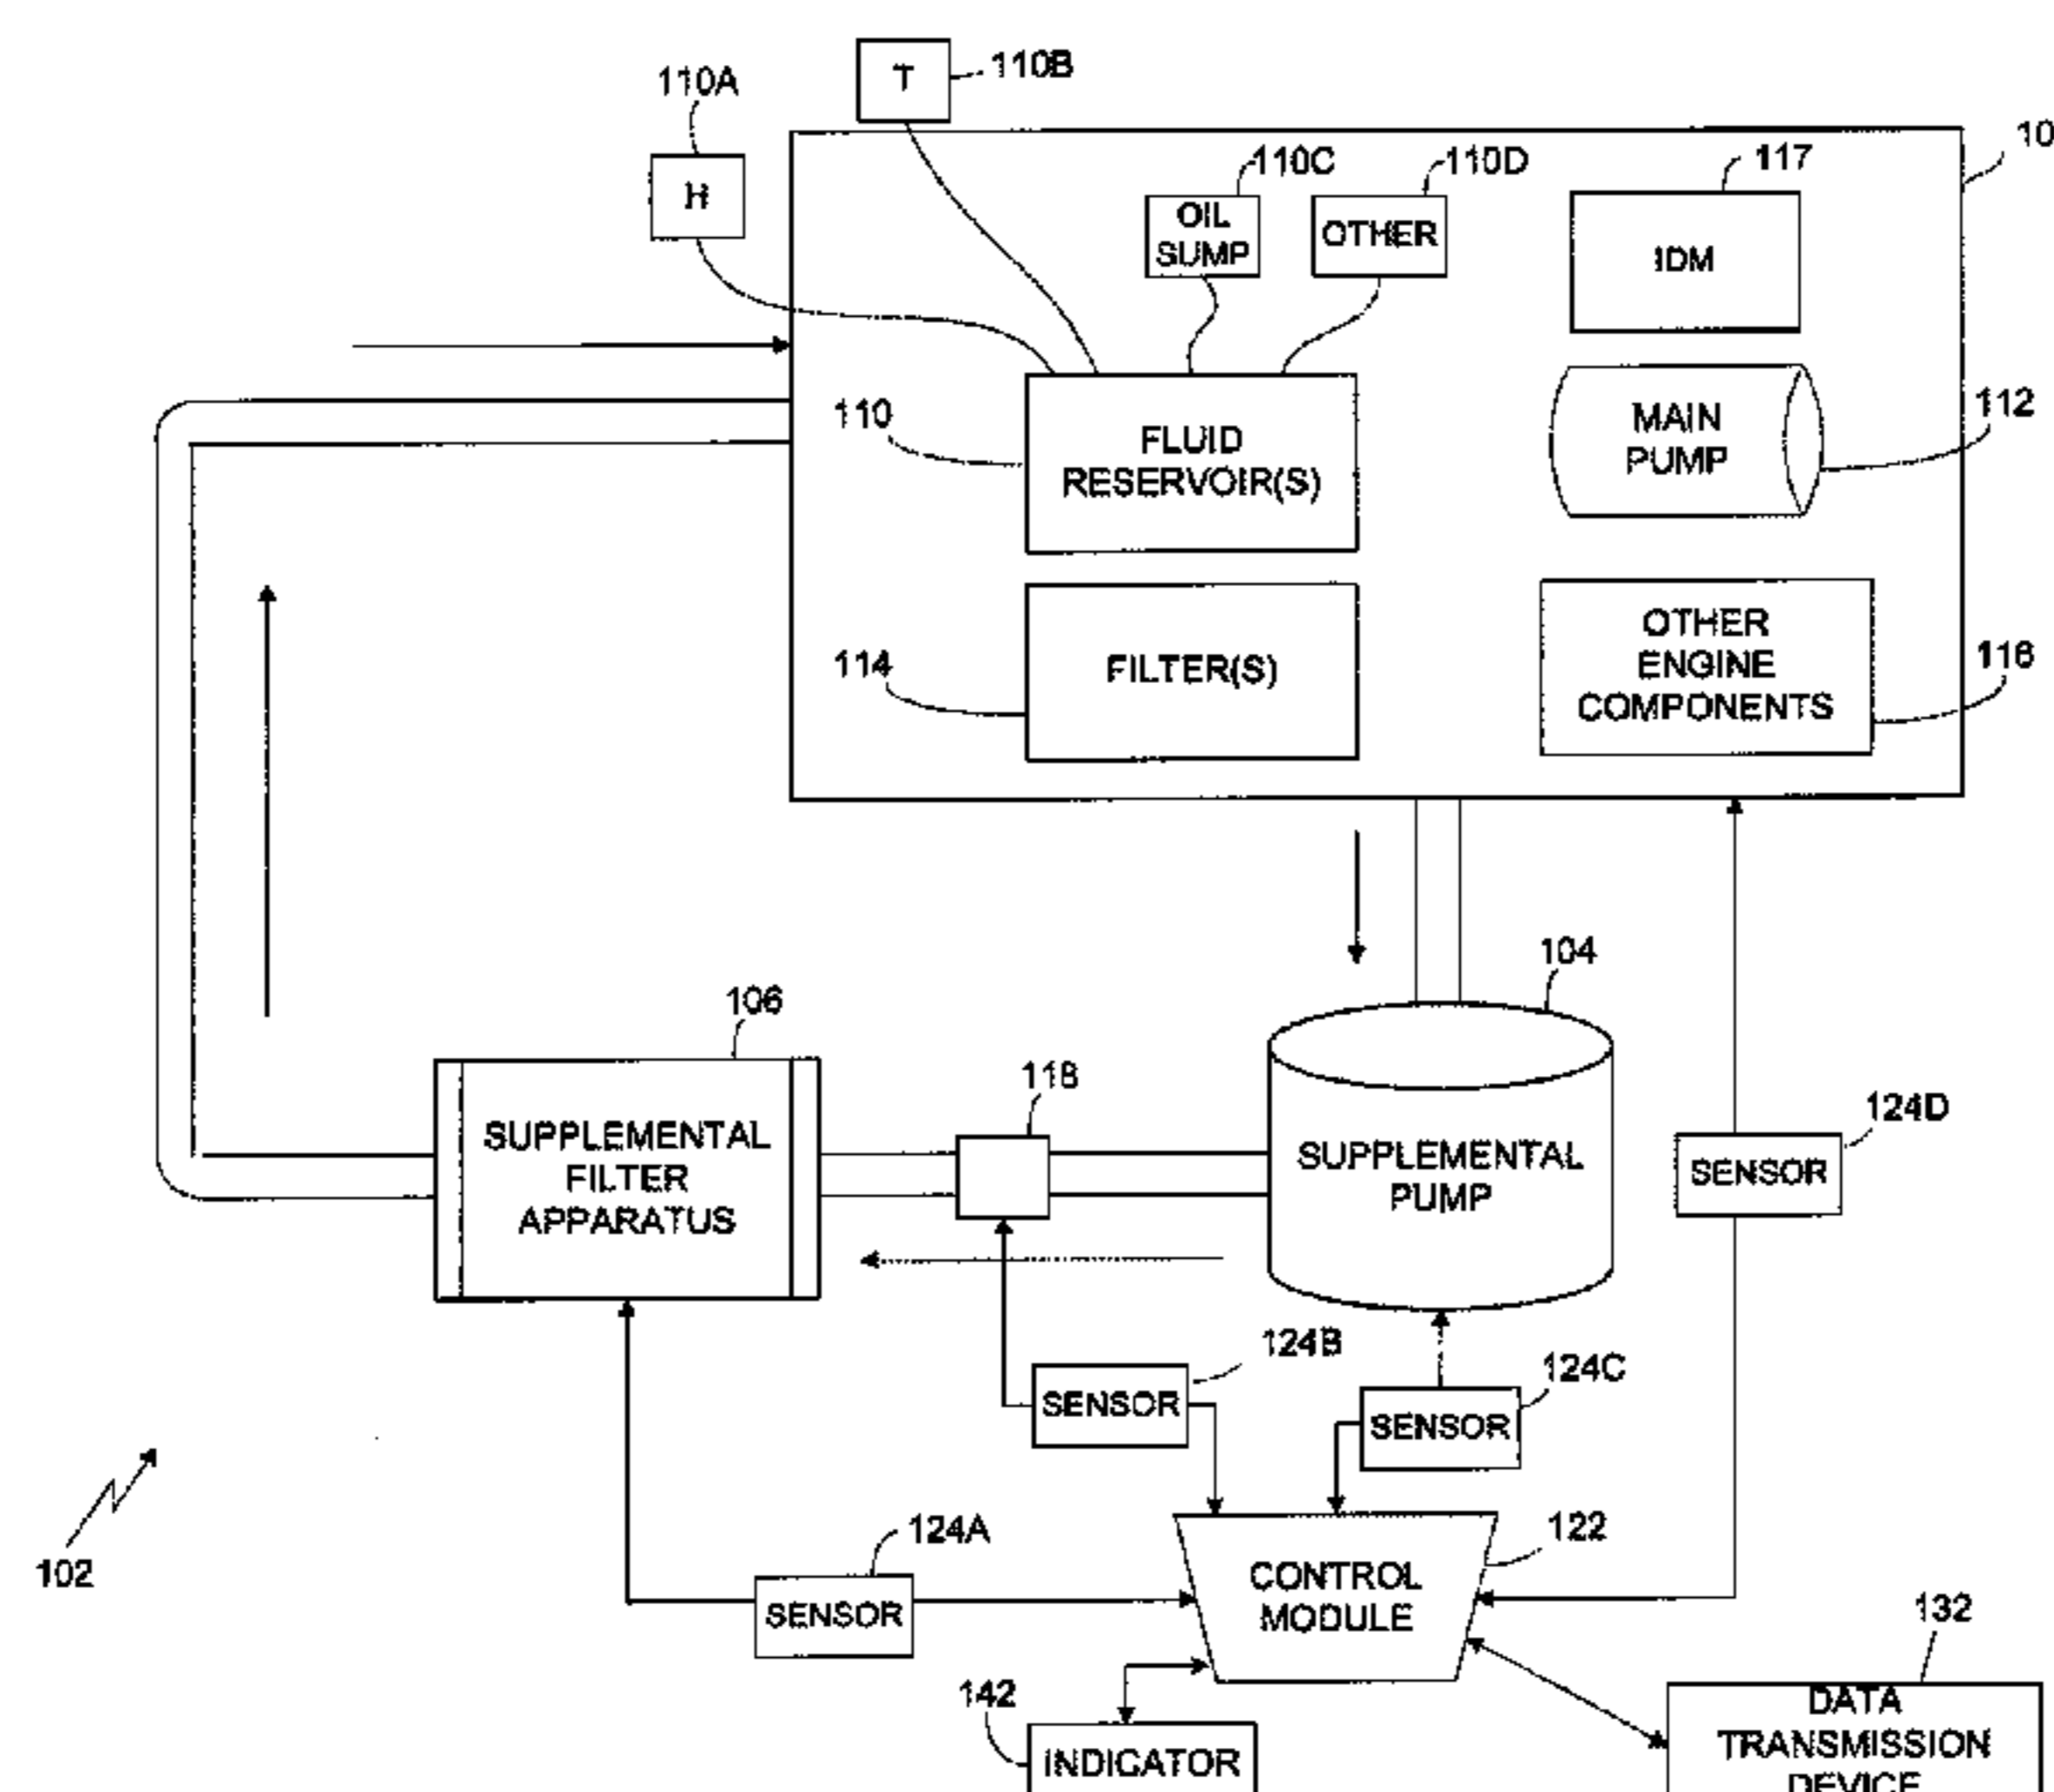 T
110B
110A
H
10
110C
110D
117
OIL
SUMP
OTHER
IDM
110
FLUID
RESERVOIR(S)
MAIN
PUMP
112
114
FILTER(S)
OTHER
ENGINE
COMPONENTS
116
104
106
118
124D
SUPPLEMENTAL
FILTER
APPARATUS
SUPPLEMENTAL
PUMP
SENSOR
124B
124C
SENSOR
SENSOR
102
124A
122
SENSOR
CONTROL
MODULE
132
142
INDICATOR
DATA
TRANSMISSION
DEVICE